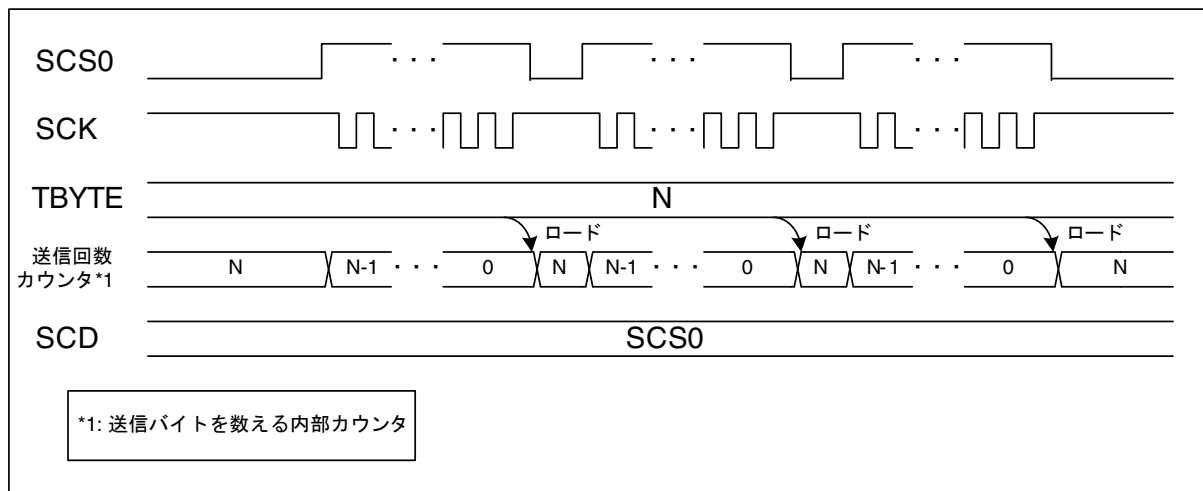 SCS0
・・・ ・・・ ・・・
SCK
・・・ ・・・ ・・・
TBYTE
N
ロード ロード ロード
送信回数
カウンタ*1
N N-1 ・・・ 0 N N-1 ・・・ 0 N N-1 ・・・ 0 N
SCD
SCS0
*1: 送信バイトを数える内部カウンタ